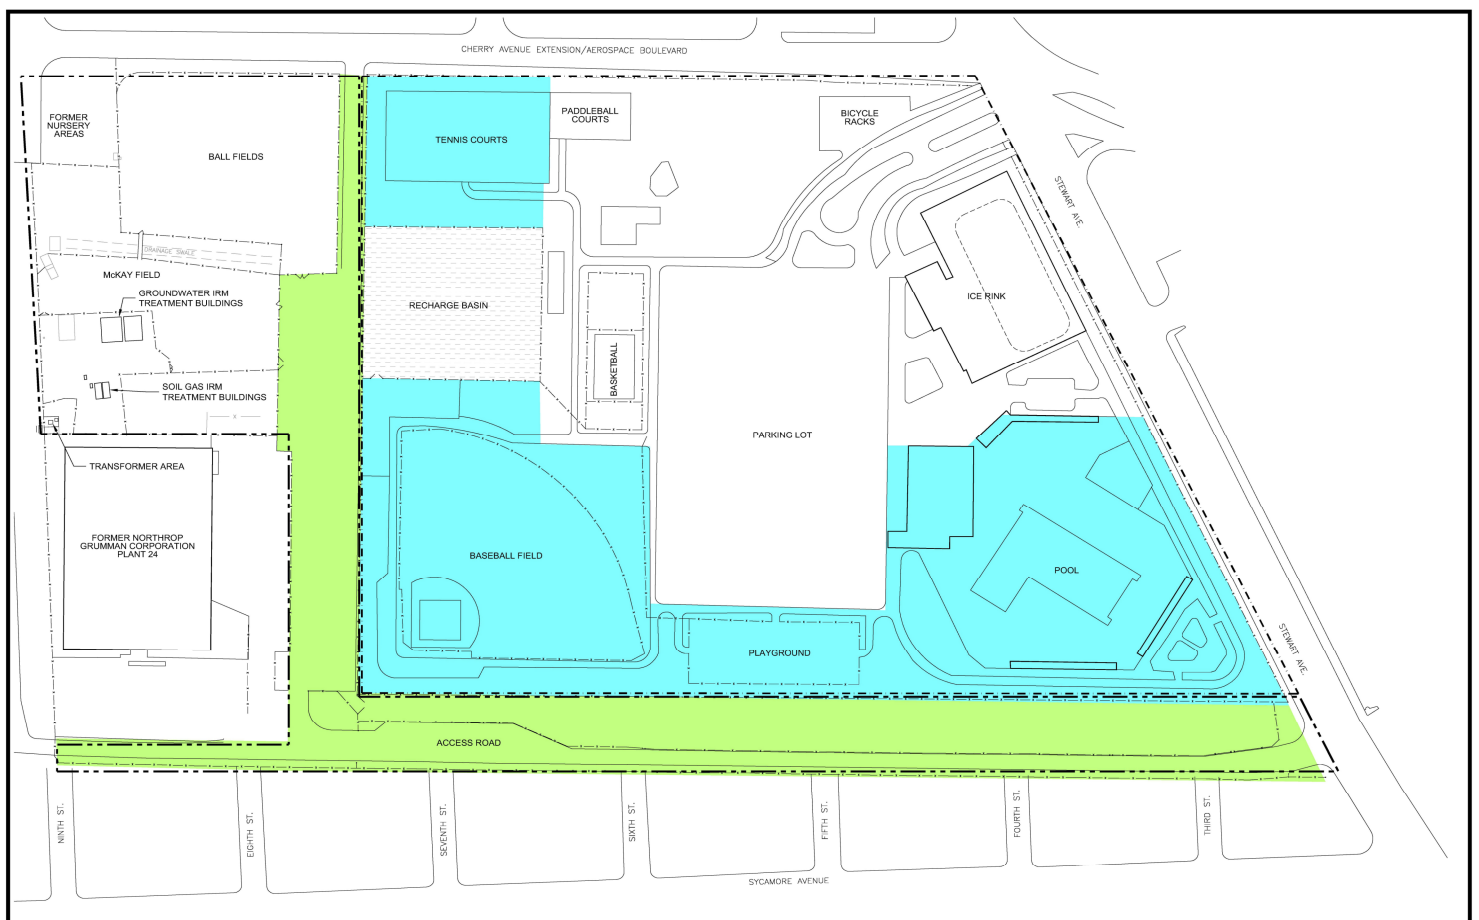 CHERRY AVENUE EXTENSION/AEROSPACE BOULEVARD
FORMER
NURSERY
AREAS
BALL FIELDS
TENNIS COURTS
PADDLEBALL
COURTS
BICYCLE
RACKS
STEWART AVE.
DRAINAGE SWALE
McKAY FIELD
GROUNDWATER IRM
TREATMENT BUILDINGS
RECHARGE BASIN
ICE RINK
BASKETBALL
SOIL GAS IRM
TREATMENT BUILDINGS
PARKING LOT
TRANSFORMER AREA
FORMER NORTHROP
GRUMMAN CORPORATION
PLANT 24
BASEBALL FIELD
POOL
PLAYGROUND
STEWART AVE.
ACCESS ROAD
NINTH ST.
EIGHTH ST.
SEVENTH ST.
SIXTH ST.
FIFTH ST.
FOURTH ST.
THIRD ST.
SYCAMORE AVENUE